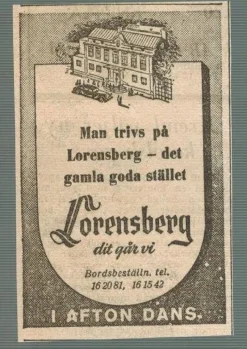 Man trivs på
Lorensberg – det
gamla goda stället
Lorensberg
dit går vi
Bordsbeställn. tel.
16 20 81, 16 15 42
I AFTON DANS.